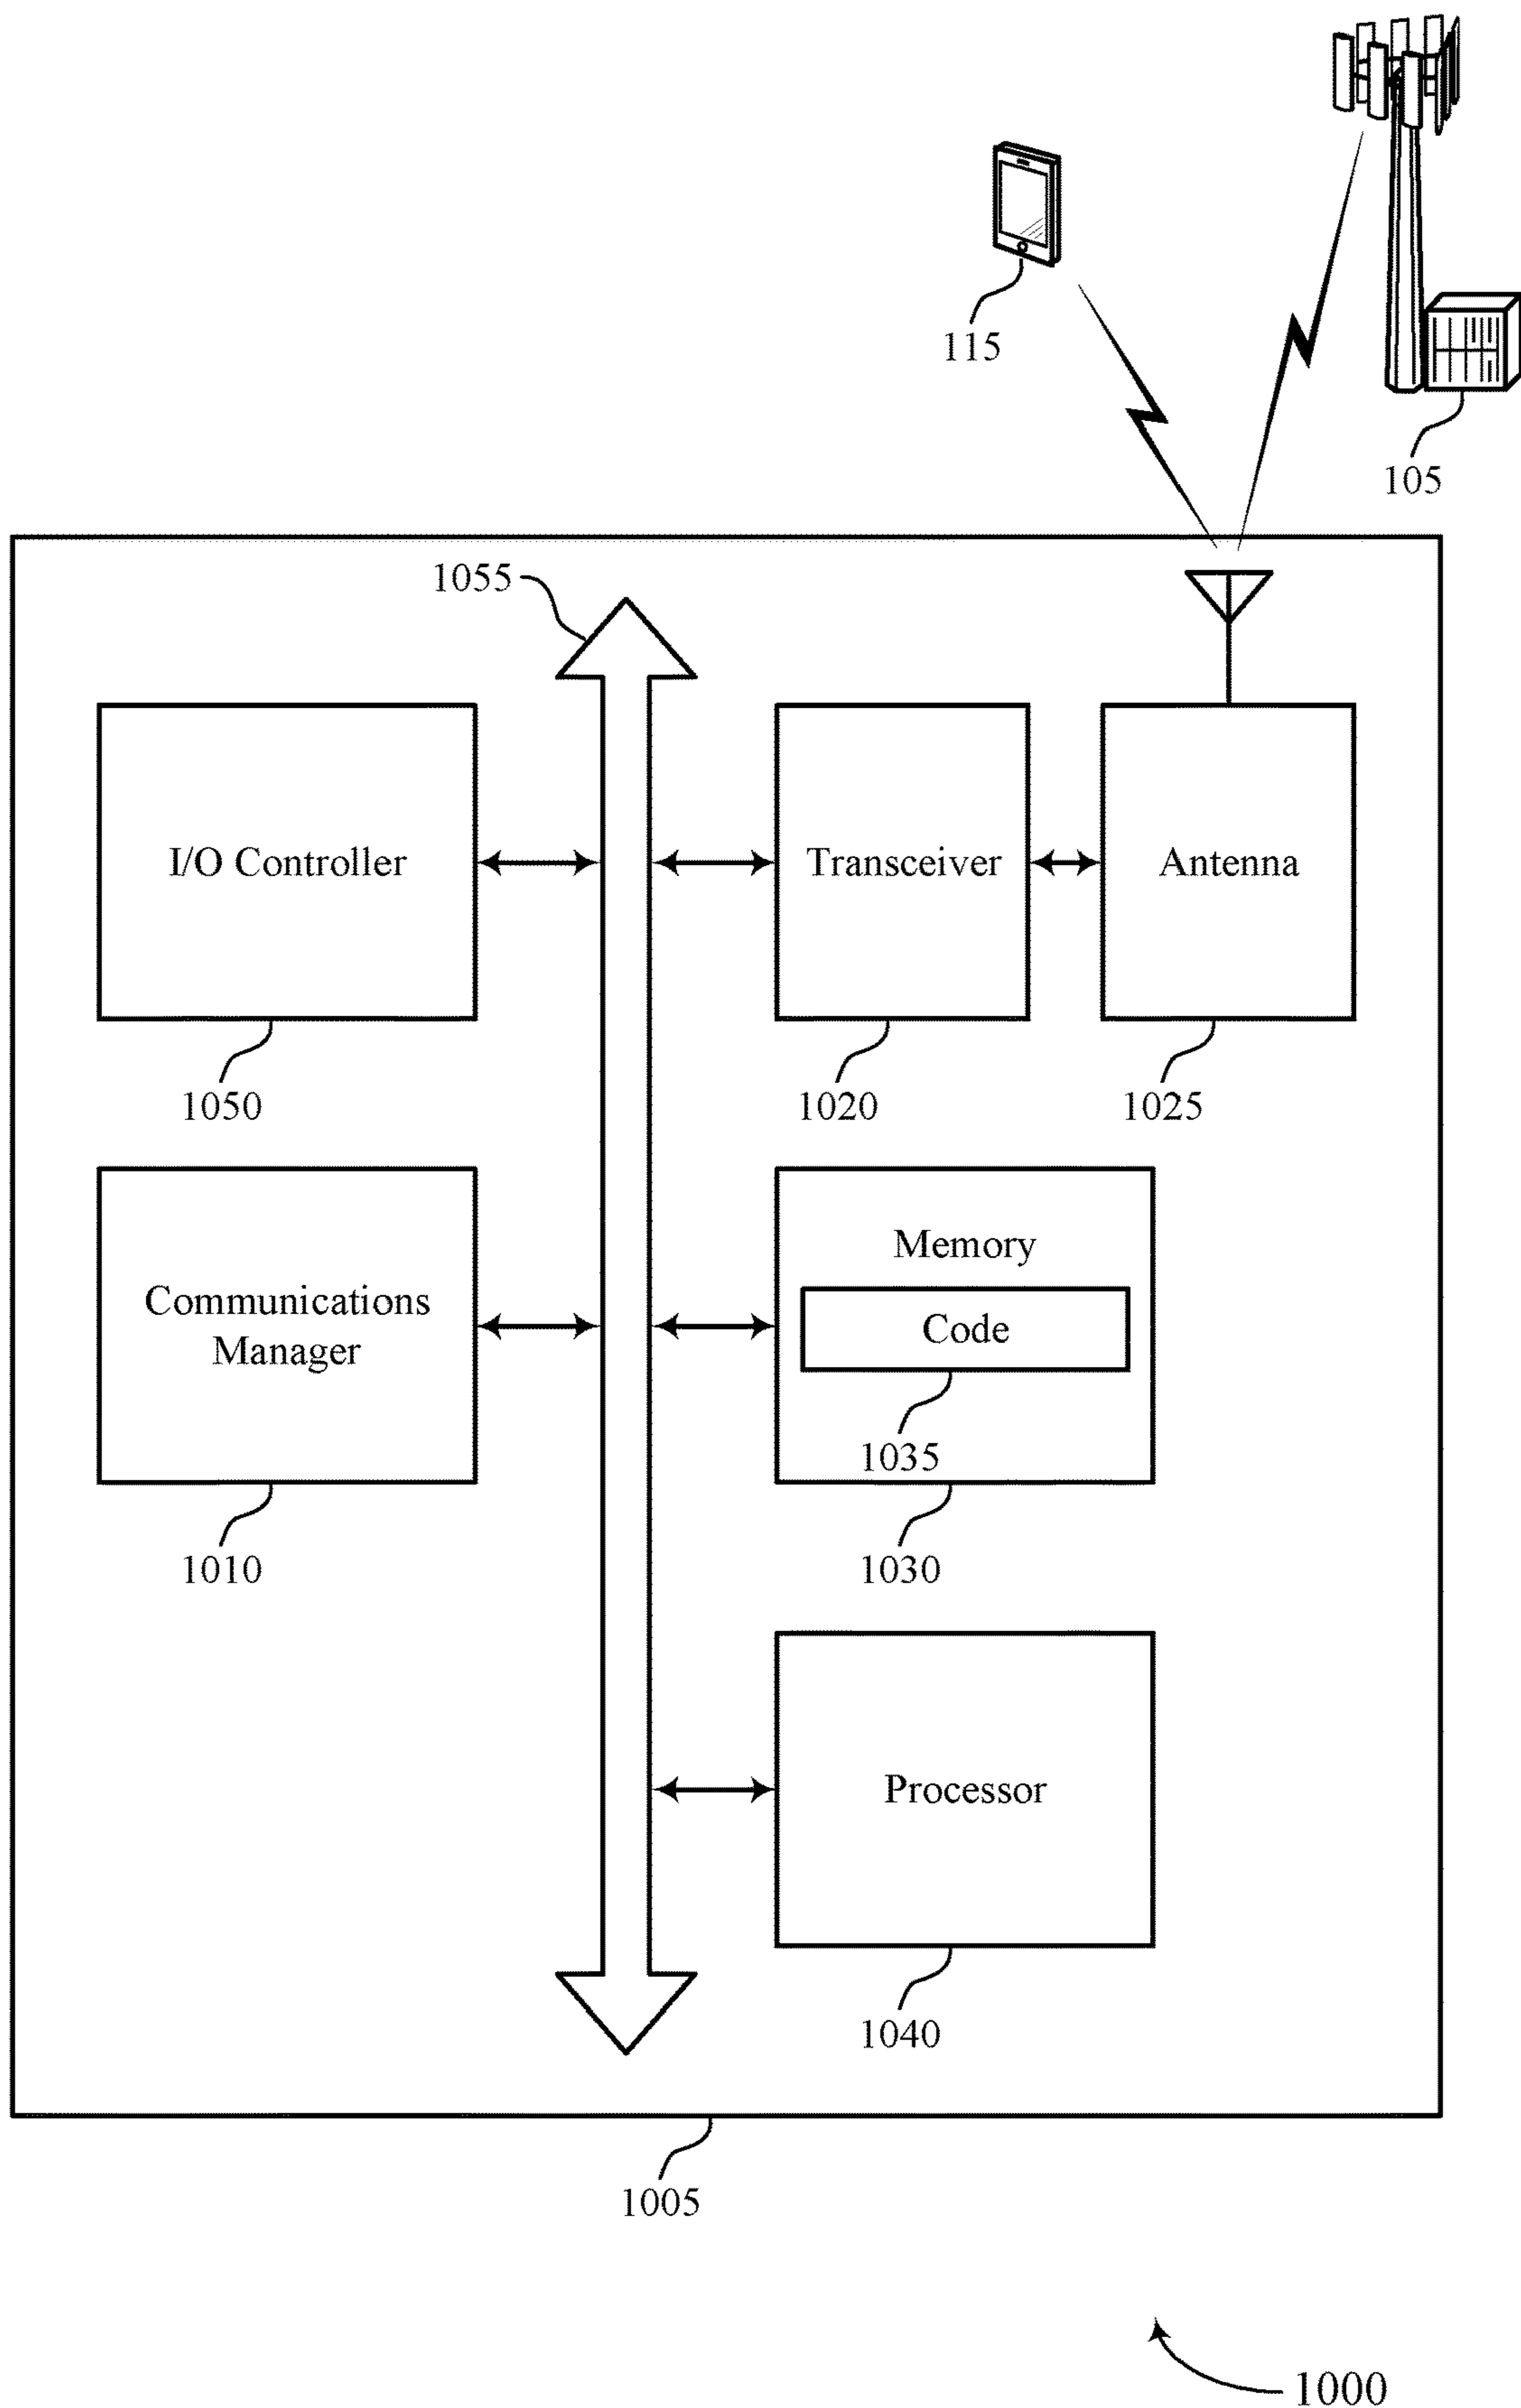 115
105
1055
I/O Controller
Transceiver
Antenna
1050
1020
1025
Communications
Manager
Memory
Code
1035
1010
1030
Processor
1040
1005
1000